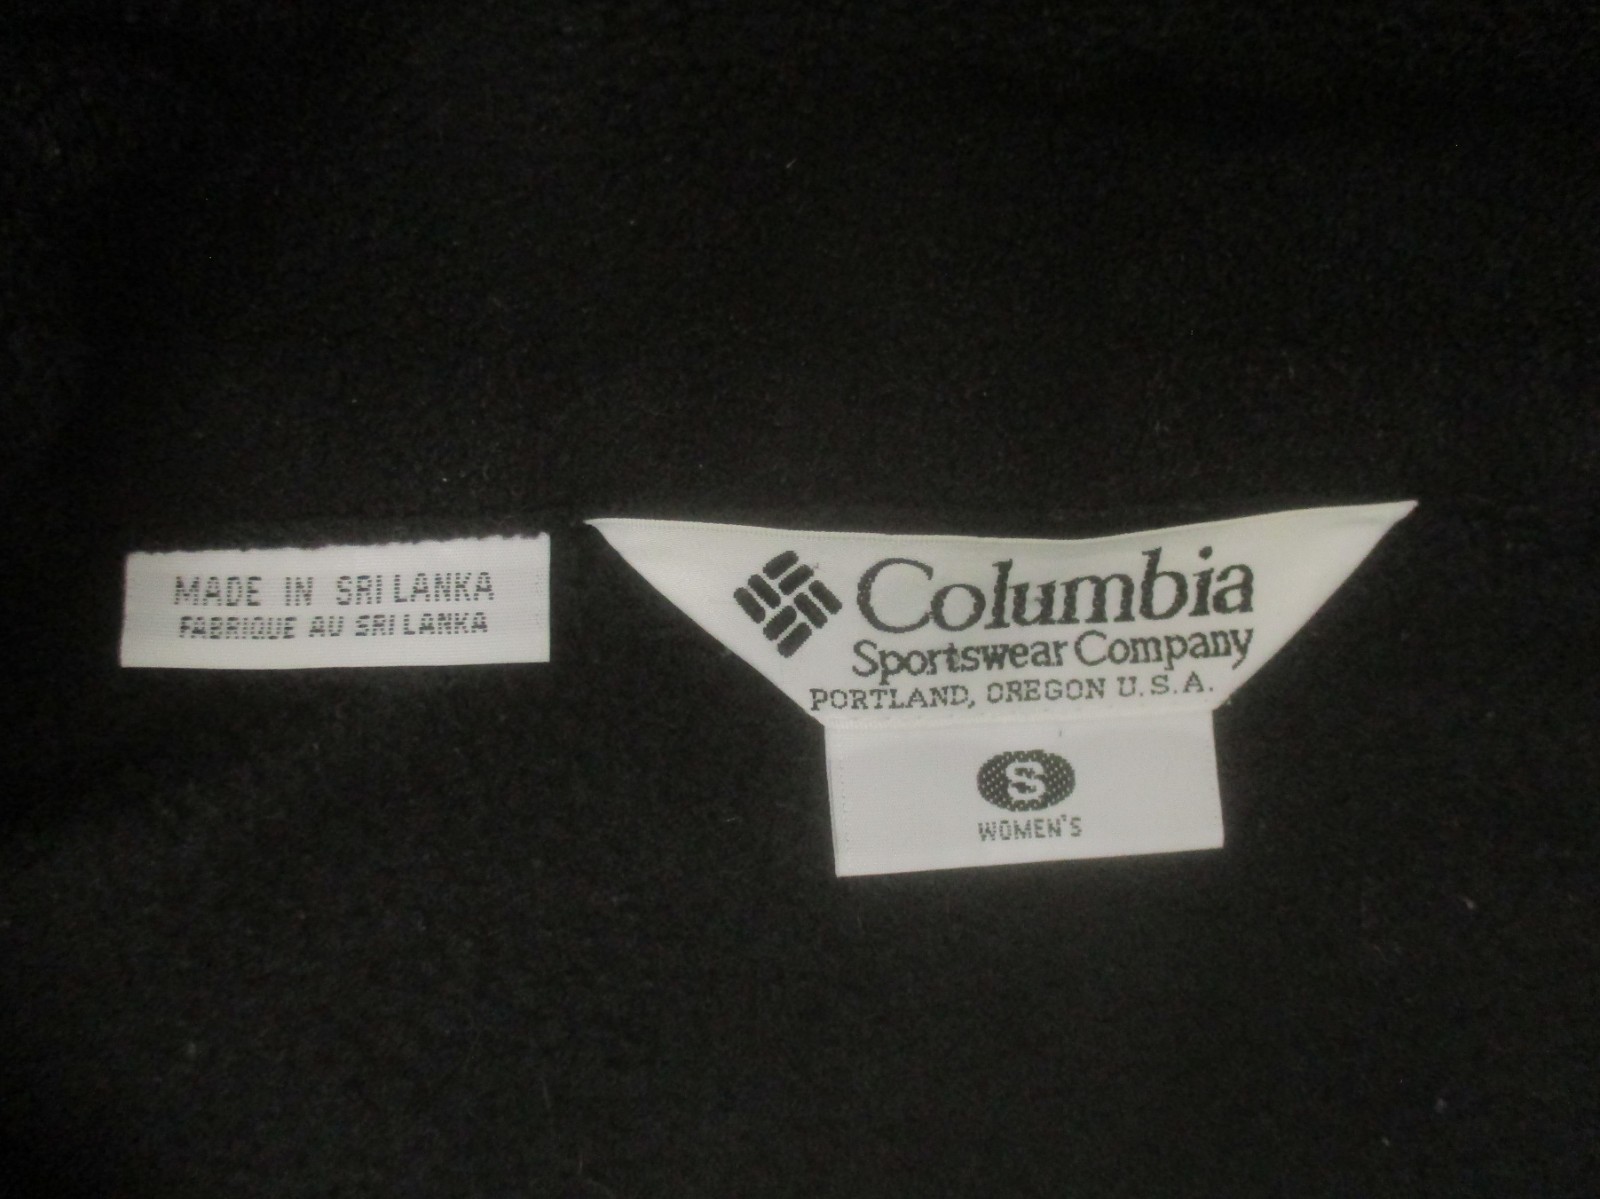 MADE IN SRI LANKA
FABRIQUE AU SRI LANKA
Columbia
Sportswear Company
PORTLAND, OREGON U.S.A.
S
WOMEN'S